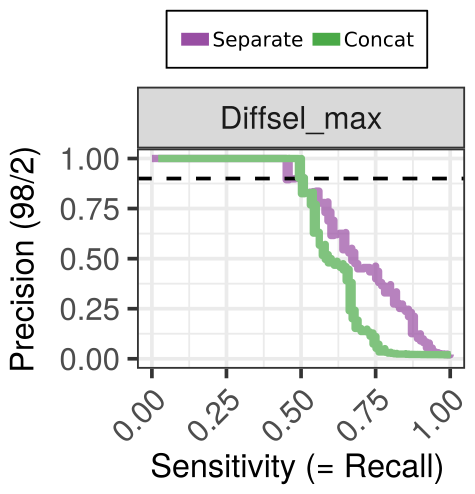 Separate Concat
Diffsel_max
Precision (98/2)
1.00
0.75
0.50
0.25
0.00
0.00 0.25 0.50 0.75 1.00
Sensitivity (= Recall)